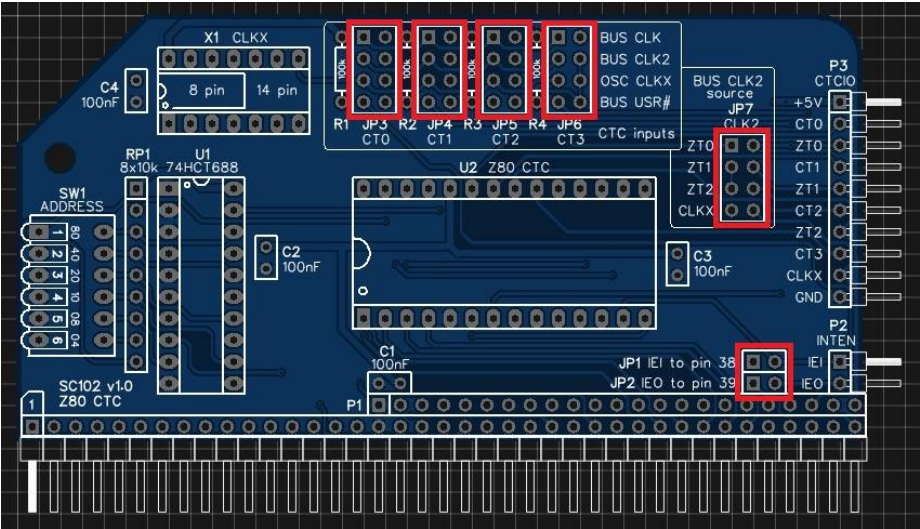 X1 CLKX
8 pin 14 pin
C4
100nF
100k
100k
100k
100k
BUS CLK
BUS CLK2
OSC CLKX
BUS USR#
R1 JP3 R2 JP4 R3 JP5 R4 JP6
CT0 CT1 CT2 CT3
CTC inputs
BUS CLK2
source
JP7
CLK2
ZT0
ZT1
ZT2
CLKX
P3
CTCIO
+5V
CT0
ZT0
CT1
ZT1
CT2
ZT2
CT3
CLKX
GND
RP1 U1
8x10k 74HCT688
U2 Z80 CTC
SW1
ADDRESS
1 80
2 40
3 20
4 10
5 08
6 04
C2
100nF
C3
100nF
C1
100nF
JP1 IEI to pin 38
JP2 IEO to pin 39
P2
INTEN
IEI
IEO
SC102 v1.0
Z80 CTC
P1
1